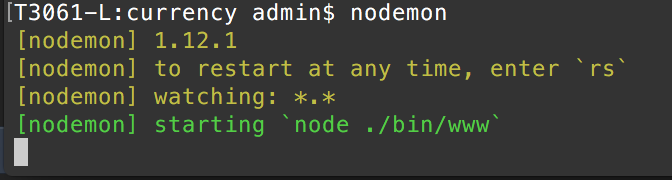 [T3061-L:currency admin$ nodemon
[nodemon] 1.12.1
[nodemon] to restart at any time, enter `rs`
[nodemon] watching: *.*
[nodemon] starting `node ./bin/www`